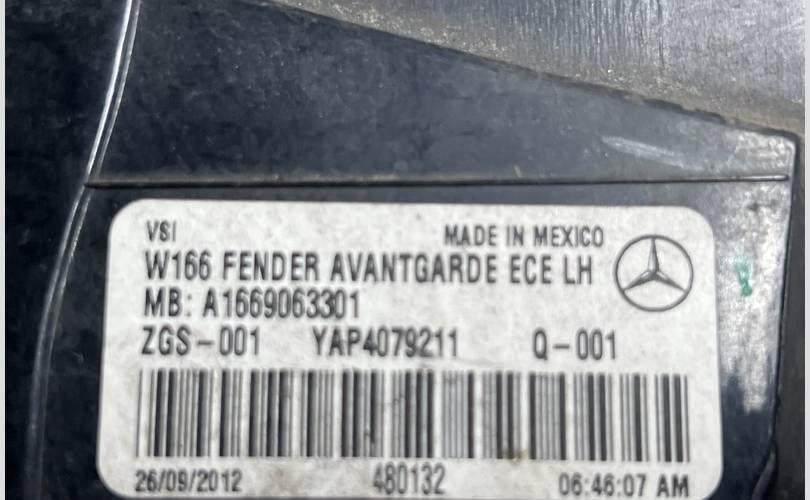 VSI MADE IN MEXICO
W166 FENDER AVANTGARDE ECE LH
MB: A1669063301
ZGS-001 YAP4079211 Q-001
26/09/2012 480132 06:46:07 AM